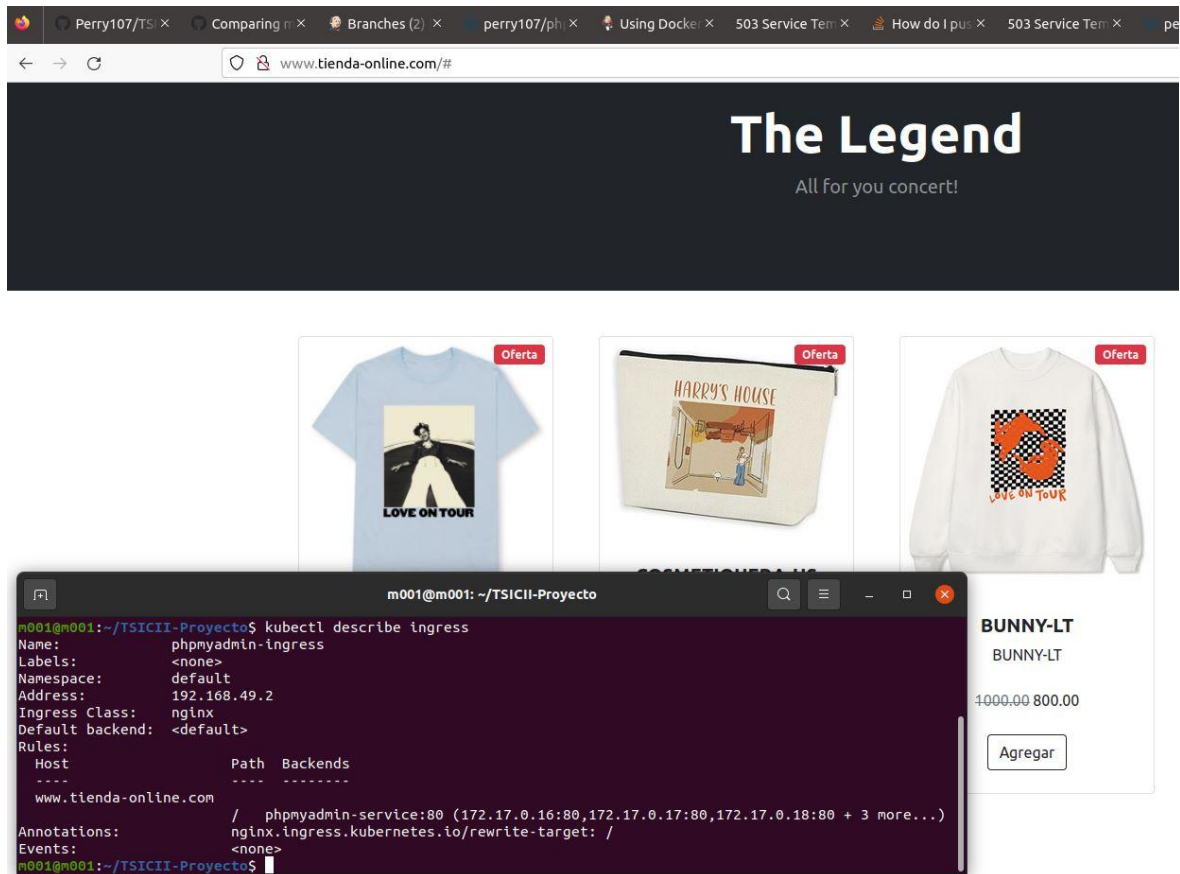 Perry107/TSI
Comparing m
Branches (2)
perry107/ph
Using Docker
503 Service Tem
How do I pus
503 Service Tem
pe
www.tienda-online.com/#
The Legend
All for you concert!
Oferta
Oferta
Oferta
LOVE ON TOUR
HARRY'S HOUSE
LOVE ON TOUR
m001@m001: ~/TSICII-Proyecto
m001@m001:~/TSICII-Proyecto$ kubectl describe ingress
Name: phpmyadmin-ingress
Labels: <none>
Namespace: default
Address: 192.168.49.2
Ingress Class: nginx
Default backend: <default>
Rules:
Host Path Backends
---- ---- --------
www.tienda-online.com
/ phpmyadmin-service:80 (172.17.0.16:80,172.17.0.17:80,172.17.0.18:80 + 3 more...)
Annotations: nginx.ingress.kubernetes.io/rewrite-target: /
Events: <none>
m001@m001:~/TSICII-Proyecto$
BUNNY-LT
BUNNY-LT
1000.00 800.00
Agregar